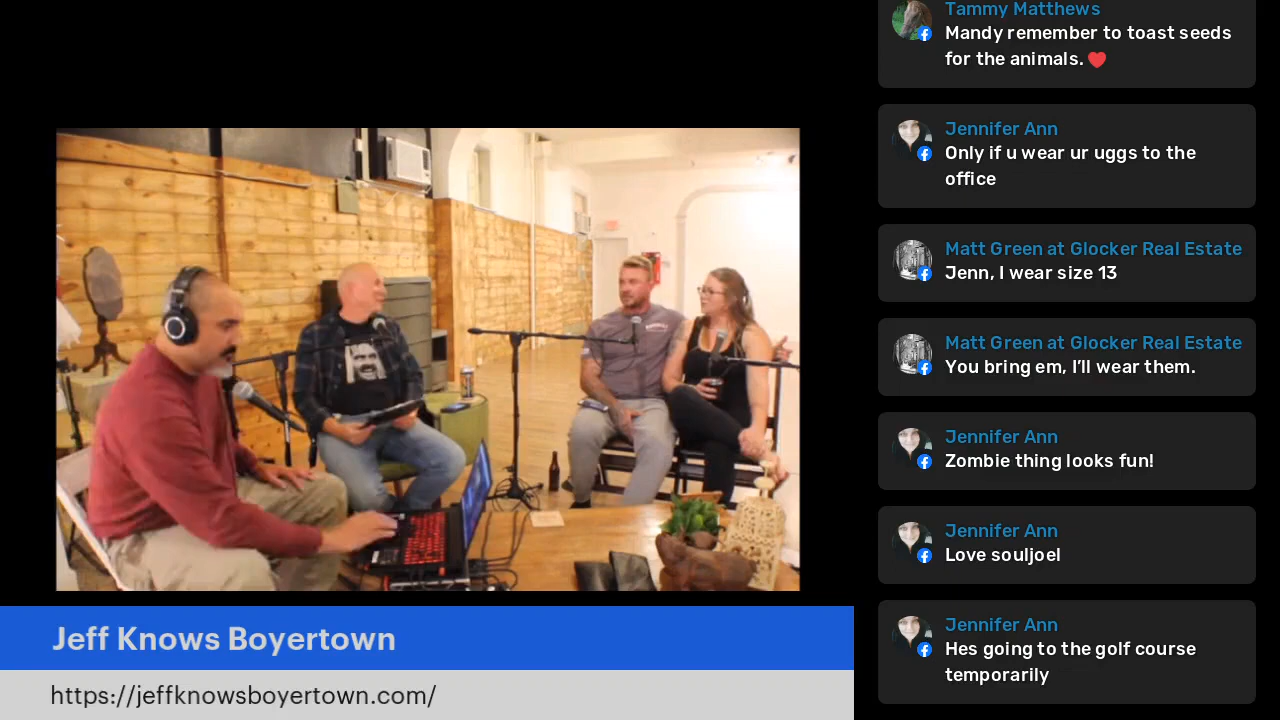 Tammy Matthews
Mandy remember to toast seeds
for the animals. ❤️
Jennifer Ann
Only if u wear ur uggs to the
office
Matt Green at Glocker Real Estate
Jenn, I wear size 13
Matt Green at Glocker Real Estate
You bring em, I'll wear them.
Jennifer Ann
Zombie thing looks fun!
Jennifer Ann
Love souljoel
Jennifer Ann
Hes going to the golf course
temporarily
Jeff Knows Boyertown
https://jeffknowsboyertown.com/